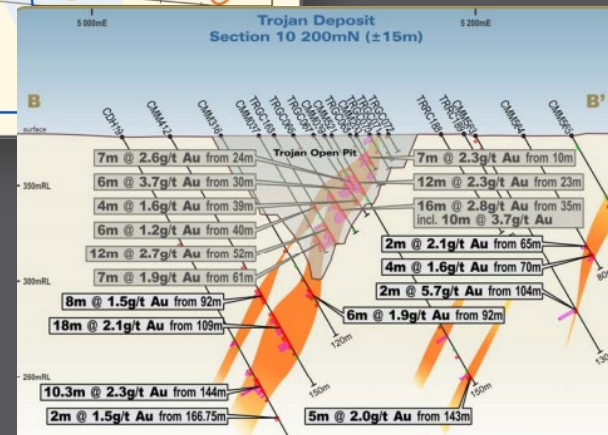 5 000mE
Trojan Deposit
5 200mE
Section 10 200mN (±15m)
B
B'
CDH19
CMM412
CMM316
TRRC188
CMM564
CMM565
surface
Trojan Open Pit
7m @ 2.6g/t Au from 24m
7m @ 2.3g/t Au from 10m
350mRL
6m @ 3.7g/t Au from 30m
12m @ 2.3g/t Au from 23m
4m @ 1.6g/t Au from 39m
16m @ 2.8g/t Au from 35m
incl. 10m @ 3.7g/t Au
6m @ 1.2g/t Au from 40m
2m @ 2.1g/t Au from 65m
12m @ 2.7g/t Au from 52m
4m @ 1.6g/t Au from 70m
7m @ 1.9g/t Au from 61m
300mRL
2m @ 5.7g/t Au from 104m
8m @ 1.5g/t Au from 92m
6m @ 1.9g/t Au from 92m
18m @ 2.1g/t Au from 109m
120m
250mRL
150m
150m
10.3m @ 2.3g/t Au from 144m
2m @ 1.5g/t Au from 166.75m
5m @ 2.0g/t Au from 143m